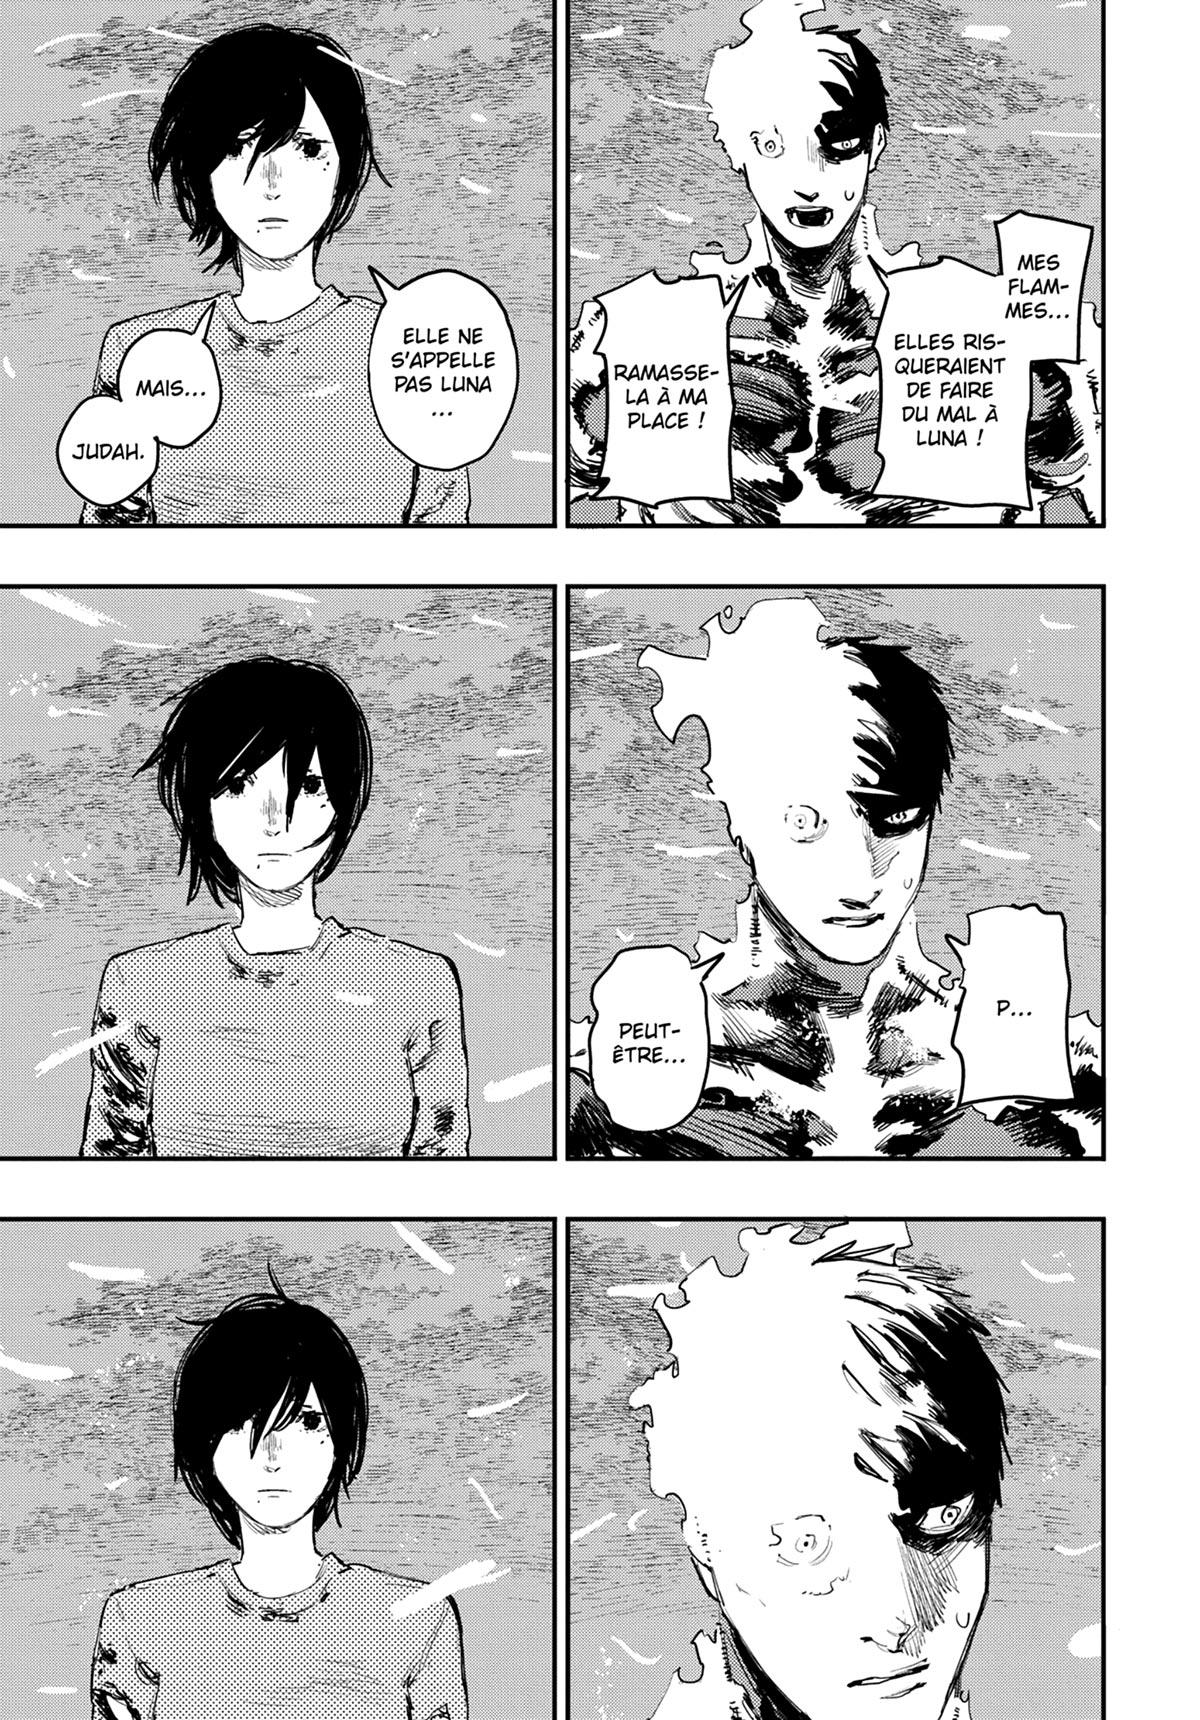 MES
FLAM-
MES...
ELLES RIS-
QUERAIENT
DE FAIRE
DU MAL À
LUNA !
RAMASSE-
LA À MA
PLACE !
ELLE NE
S'APPELLE
PAS LUNA
...
MAIS...
JUDAH.
P...
PEUT-
ÊTRE...